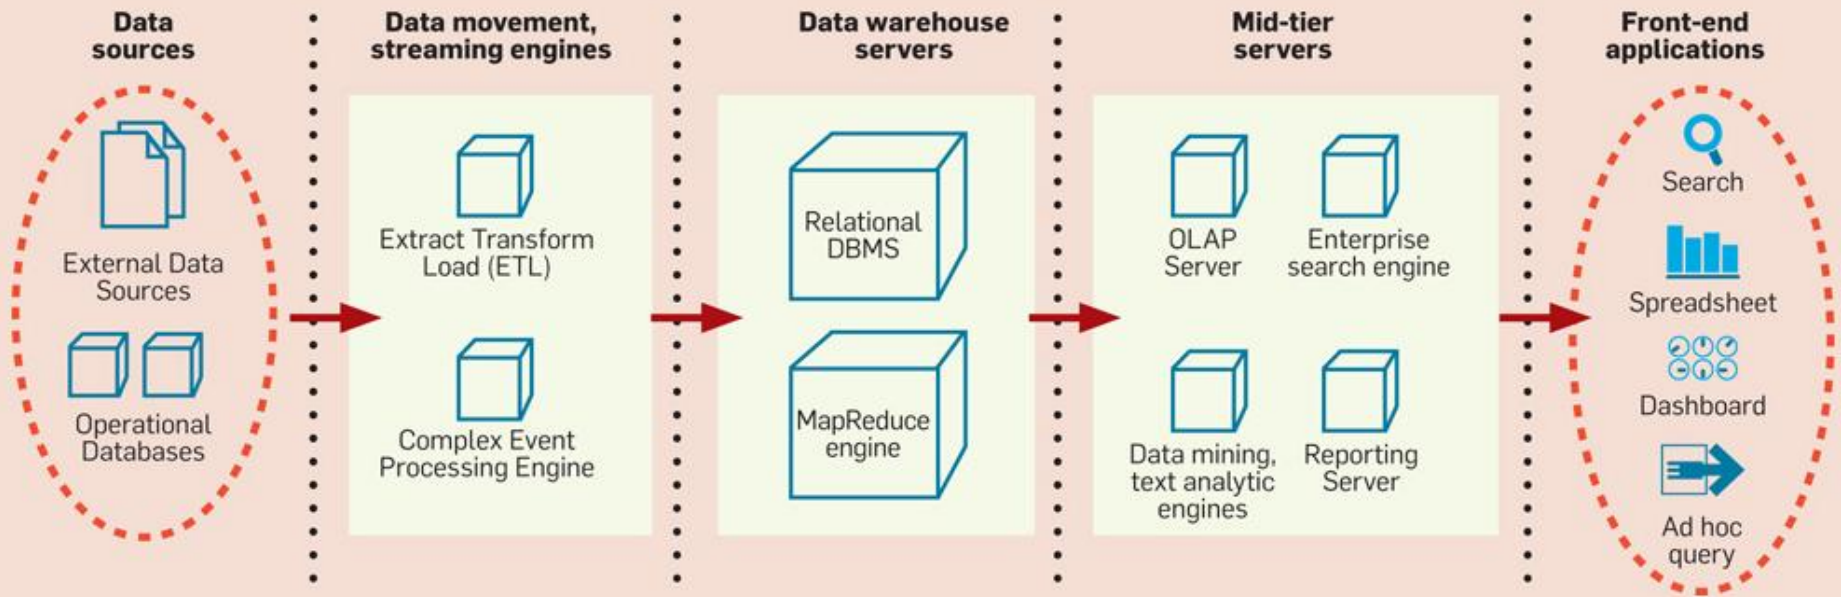 Data
sources
Data movement,
streaming engines
Data warehouse
servers
Mid-tier
servers
Front-end
applications
External Data
Sources
Operational
Databases
Extract Transform
Load (ETL)
Complex Event
Processing Engine
Relational
DBMS
MapReduce
engine
OLAP
Server
Enterprise
search engine
Data mining,
text analytic
engines
Reporting
Server
Search
Spreadsheet
Dashboard
Ad hoc
query